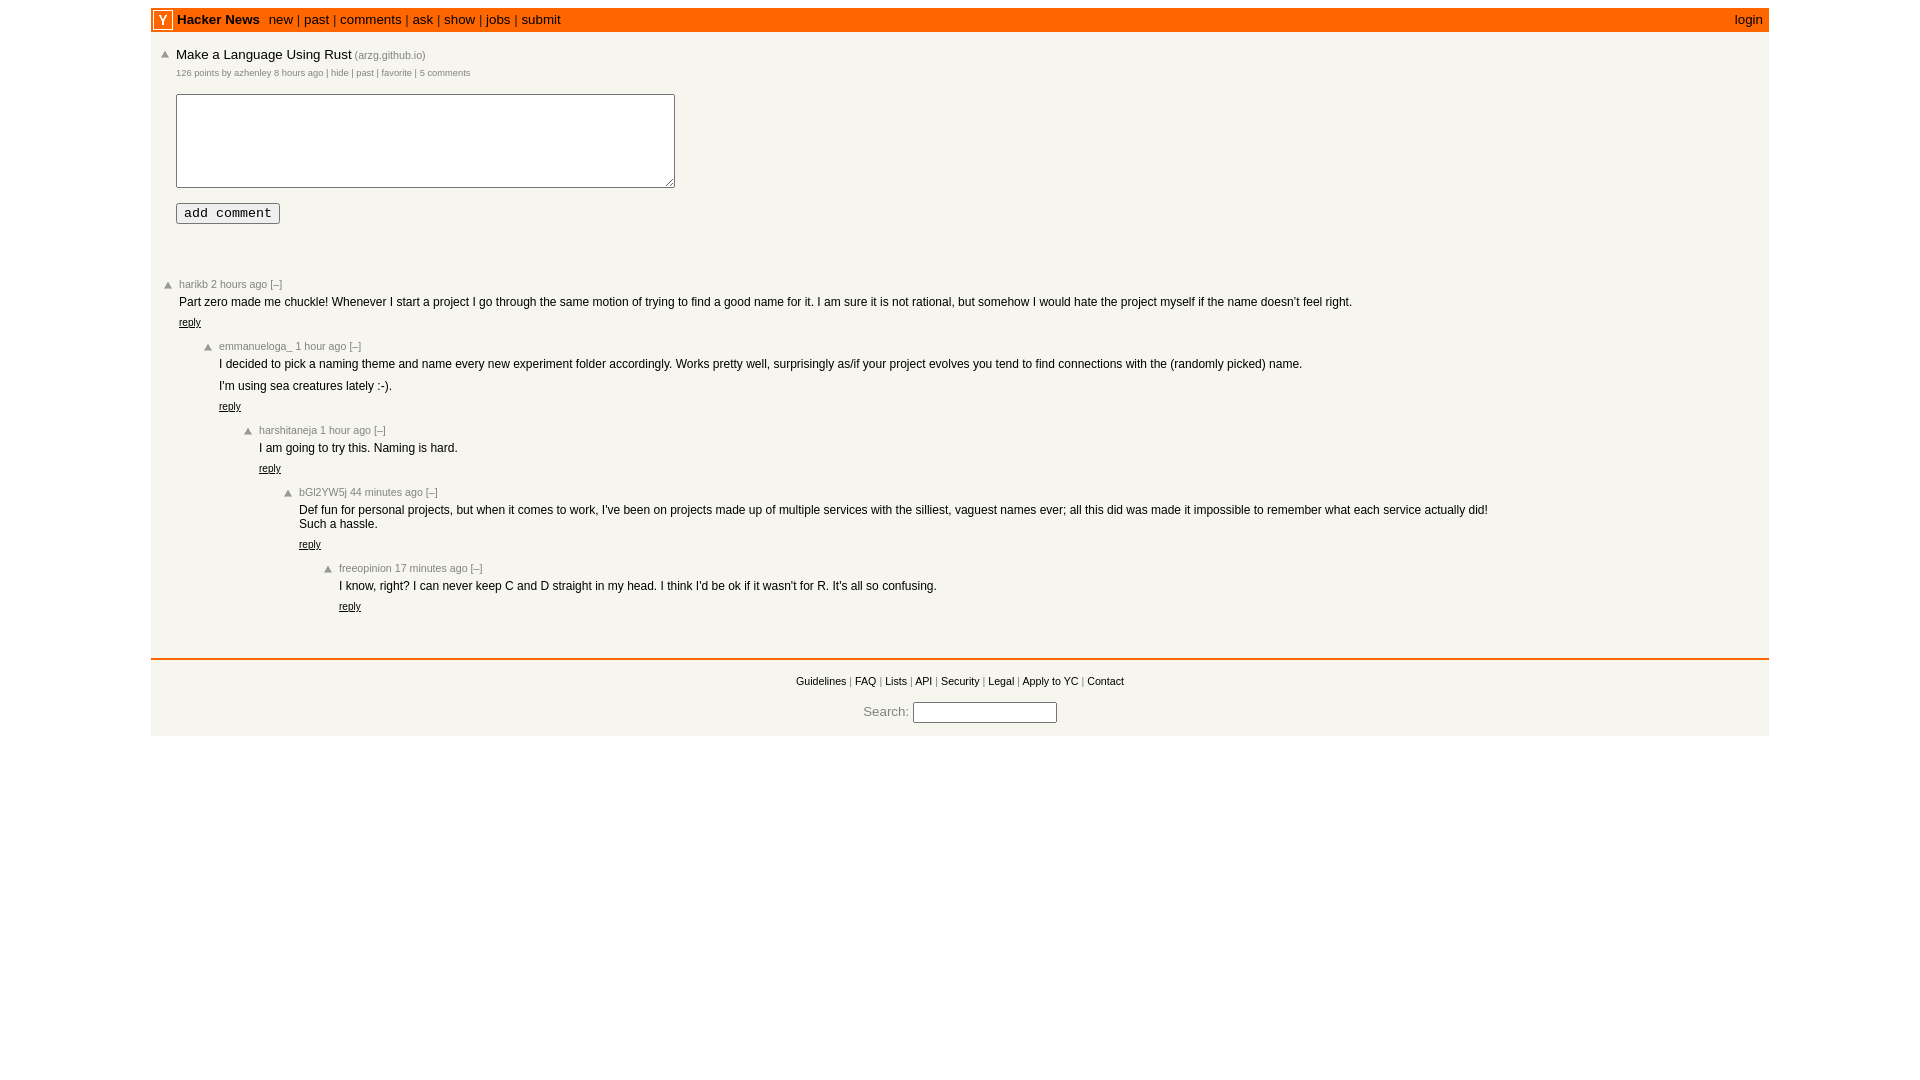 Y Hacker News new | past | comments | ask | show | jobs | submit login
Make a Language Using Rust (arzg.github.io)
126 points by azhenley 8 hours ago | hide | past | favorite | 5 comments
add comment
harikb 2 hours ago [–]
Part zero made me chuckle! Whenever I start a project I go through the same motion of trying to find a good name for it. I am sure it is not rational, but somehow I would hate the project myself if the name doesn’t feel right.
reply
emmanueloga_ 1 hour ago [–]
I decided to pick a naming theme and name every new experiment folder accordingly. Works pretty well, surprisingly as/if your project evolves you tend to find connections with the (randomly picked) name.
I'm using sea creatures lately :-).
reply
harshitaneja 1 hour ago [–]
I am going to try this. Naming is hard.
reply
bGl2YW5j 44 minutes ago [–]
Def fun for personal projects, but when it comes to work, I've been on projects made up of multiple services with the silliest, vaguest names ever; all this did was made it impossible to remember what each service actually did!
Such a hassle.
reply
freeopinion 17 minutes ago [–]
I know, right? I can never keep C and D straight in my head. I think I'd be ok if it wasn't for R. It's all so confusing.
reply
Guidelines | FAQ | Lists | API | Security | Legal | Apply to YC | Contact
Search: